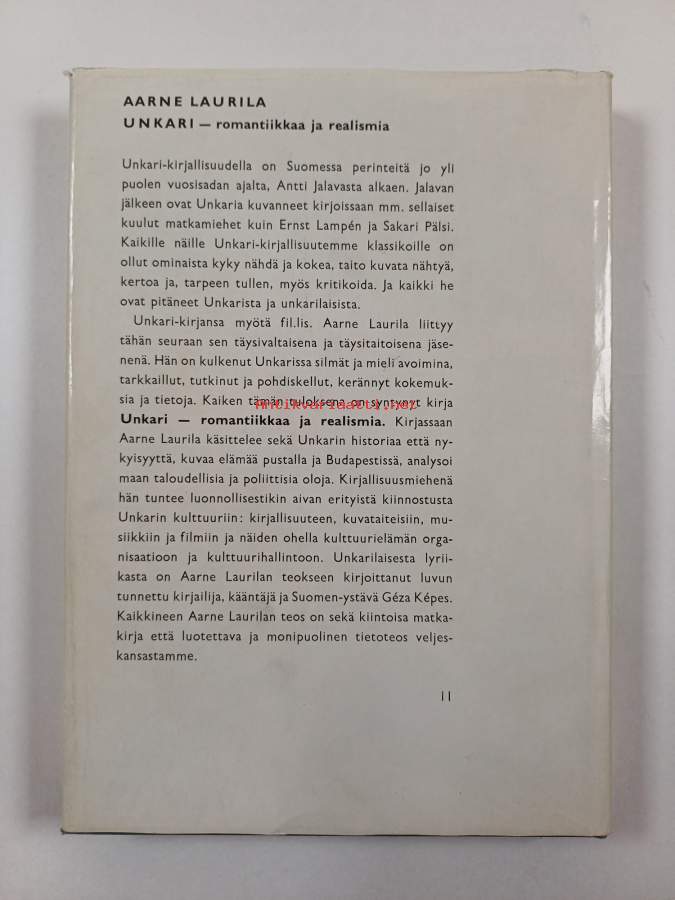 AARNE LAURILA
UNKARI — romantiikkaa ja realismia
Unkari-kirjallisuudella on Suomessa perinteitä jo yli
puolen vuosisadan ajalta, Antti Jalavasta alkaen. Jalavan
jälkeen ovat Unkaria kuvanneet kirjoissaan mm. sellaiset
kuulut matkamiehet kuin Ernst Lampén ja Sakari Pälsi.
Kaikille näille Unkari-kirjallisuutemme klassikoille on
ollut ominaista kyky nähdä ja kokea, taito kuvata nähtyä,
kertoa ja, tarpeen tullen, myös kritikoida. Ja kaikki he
ovat pitäneet Unkarista ja unkarilaisista.
Unkari-kirjansa myötä fil.lis. Aarne Laurila liittyy
tähän seuraan sen täysivaltaisena ja täysitaitoisena jäse-
nenä. Hän on kulkenut Unkarissa silmät ja mieli avoimina,
tarkkaillut, tutkinut ja pohdiskellut, kerännyt kokemuk-
sia ja tietoja. Kaiken tämän tuloksena on syntynyt kirja
Antikvariaatti.net
Unkari — romantiikkaa ja realismia. Kirjassaan
Aarne Laurila käsittelee sekä Unkarin historiaa että ny-
kyisyyttä, kuvaa elämää pustalla ja Budapestissä, analysoi
maan taloudellisia ja poliittisia oloja. Kirjallisuusmiehenä
hän tuntee luonnollisestikin aivan erityistä kiinnostusta
Unkarin kulttuuriin: kirjallisuuteen, kuvataiteisiin, mu-
siikkiin ja filmiin ja näiden ohella kulttuurielämän orga-
nisaatioon ja kulttuurihallintoon. Unkarilaisesta lyrii-
kasta on Aarne Laurilan teokseen kirjoittanut luvun
tunnettu kirjailija, kääntäjä ja Suomen-ystävä Géza Képes.
Kaikkineen Aarne Laurilan teos on sekä kiintoisa matka-
kirja että luotettava ja monipuolinen tietoteos veljes-
kansastamme.
11